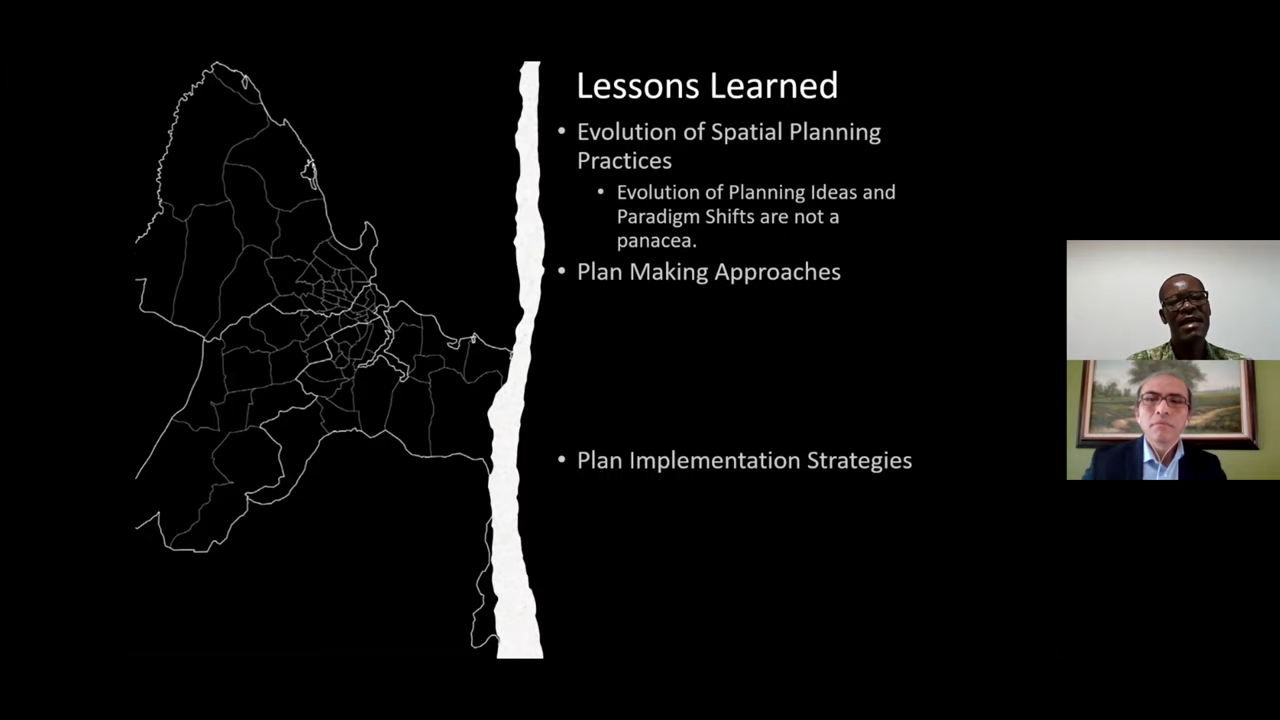 Lessons Learned
• Evolution of Spatial Planning
Practices
• Evolution of Planning Ideas and
Paradigm Shifts are not a
panacea.
• Plan Making Approaches
• Plan Implementation Strategies